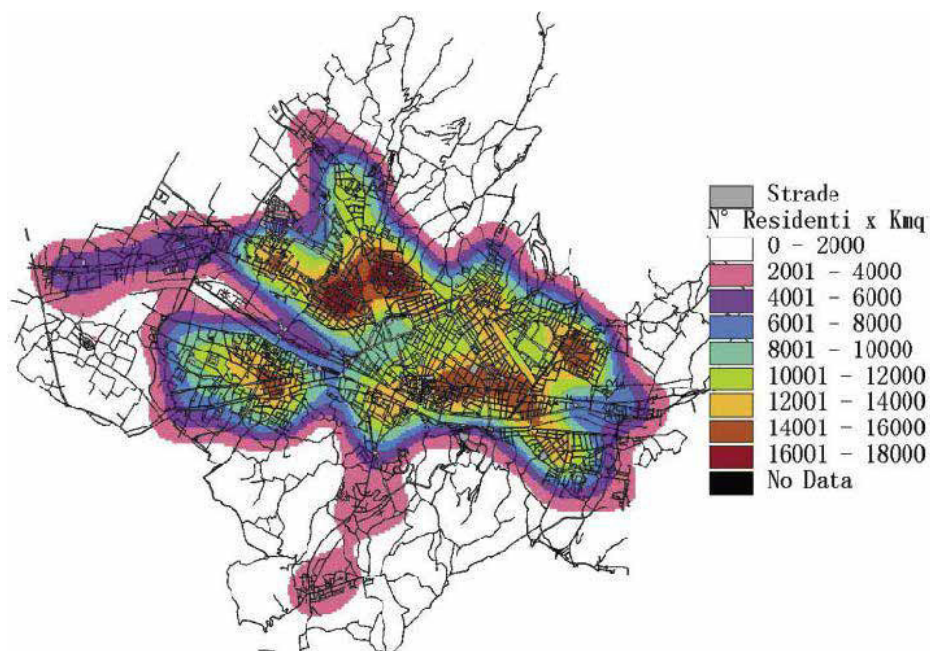 Strade
N° Residenti x Kmq
0 - 2000
2001 - 4000
4001 - 6000
6001 - 8000
8001 - 10000
10001 - 12000
12001 - 14000
14001 - 16000
16001 - 18000
No Data